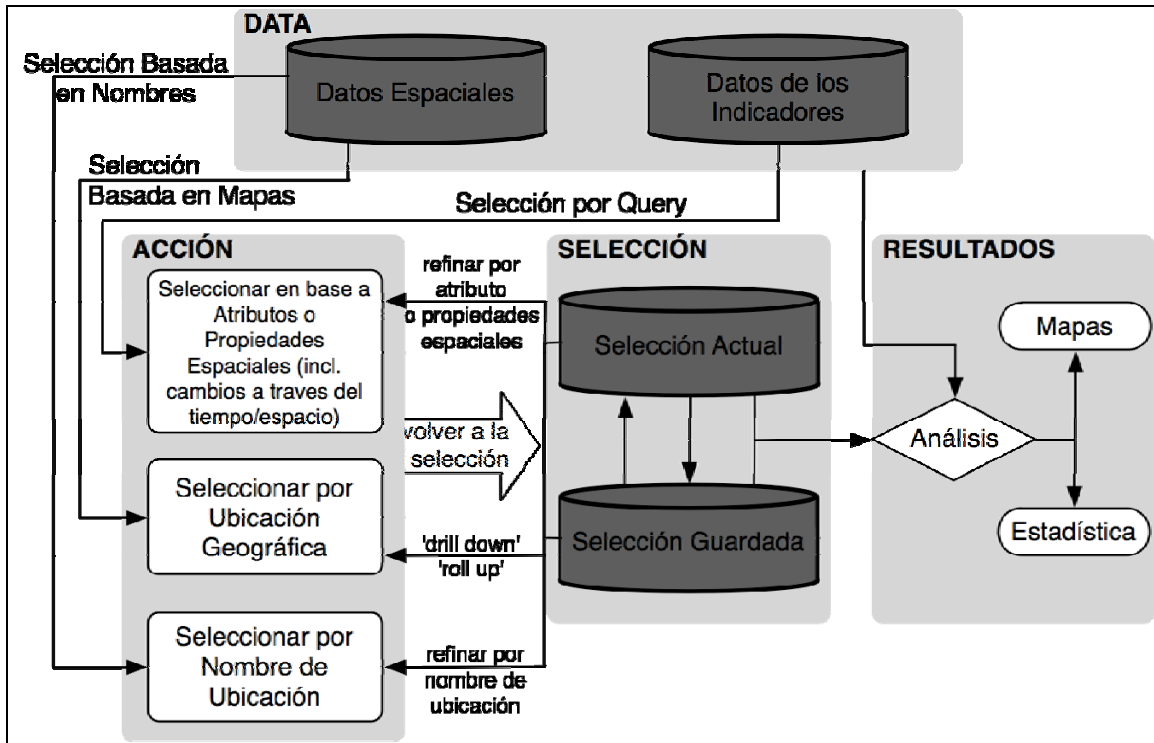 DATA
Selección Basada
en Nombres
Datos Espaciales
Datos de los
Indicadores
Selección
Basada en Mapas
Selección por Query
ACCIÓN
Seleccionar en base a
Atributos o
Propiedades
Espaciales (incl.
cambios a traves del
tiempo/espacio)
Seleccionar por
Ubicación
Geográfica
Seleccionar por
Nombre de
Ubicación
refinar por
atributo
o propiedades
espaciales
volver a la
selección
'drill down'
'roll up'
refinar por
nombre de
ubicación
SELECCIÓN
Selección Actual
Selección Guardada
RESULTADOS
Mapas
Análisis
Estadística